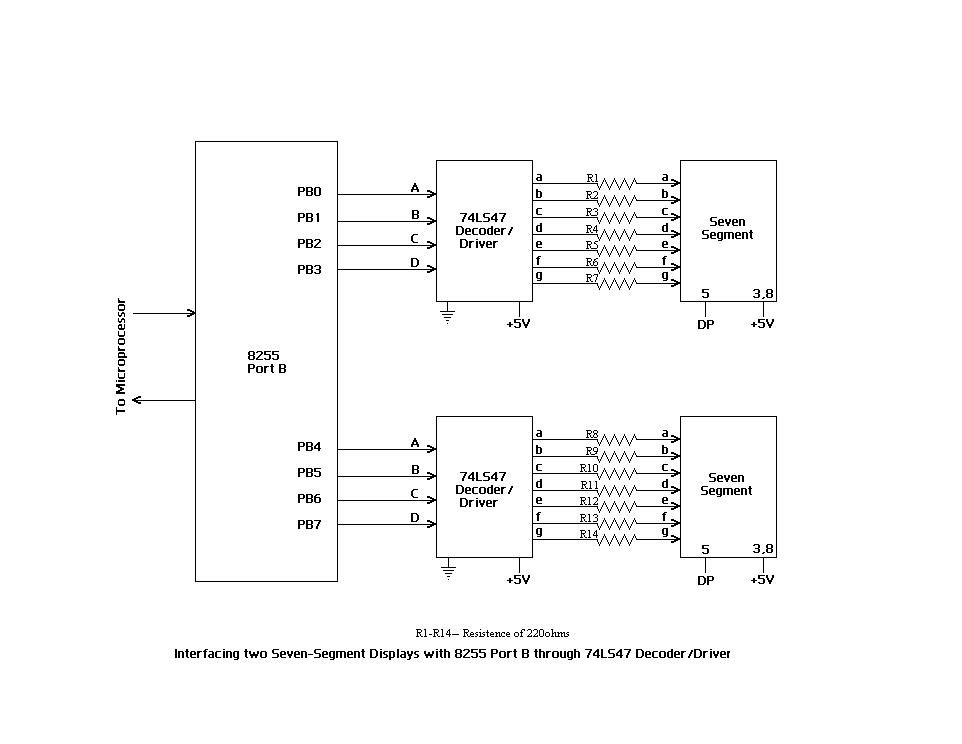 PB0
PB1
PB2
PB3
A
B
C
D
74LS47
Decoder/
Driver
+5V
a
b
c
d
e
f
g
R1
R2
R3
R4
R5
R6
R7
a
b
c
d
e
f
g
Seven
Segment
5
3,8
DP
+5V
To Microprocessor
8255
Port B
PB4
PB5
PB6
PB7
A
B
C
D
74LS47
Decoder/
Driver
+5V
a
b
c
d
e
f
g
R8
R9
R10
R11
R12
R13
R14
a
b
c
d
e
f
g
Seven
Segment
5
3,8
DP
+5V
R1-R14– Resistence of 220ohms
Interfacing two Seven-Segment Displays with 8255 Port B through 74LS47 Decoder/Driver